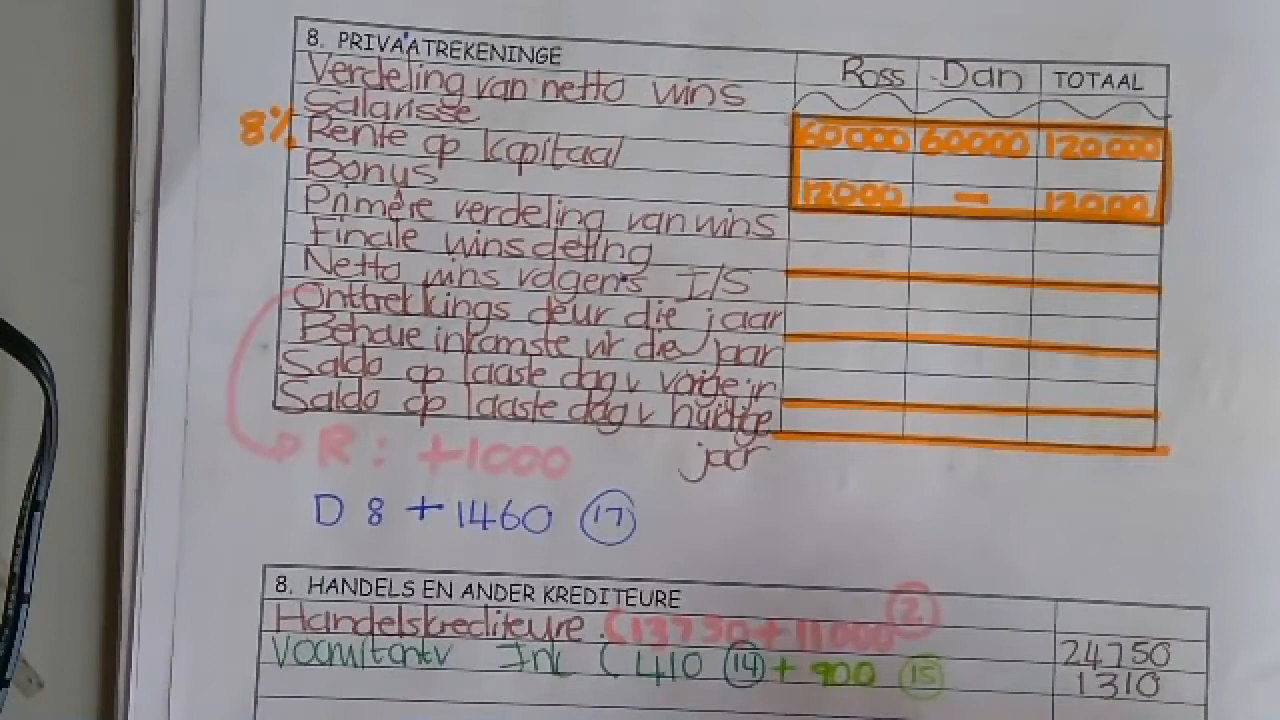 8. PRIVAATREKENINGE Ross Dan TOTAAL
Verdeling van netto wins
Salarisse 60000 60000 120000
8% Rente op kapitaal
Bonus 12000 - 12000
Primêre verdeling van wins
Finale winsdeling
Netto wins volgens I/S
Onttrekkings deur die jaar
Behoue inkomste vir die jaar
Saldo op laaste dag v vorige jr
Saldo op laaste dag v huidige
jaar
R: +1000
D 8 + 1460 (17)
8. HANDELS EN ANDER KREDITEURE
Handelskrediteure (13750 + 11000 (2) 24750
Vooruitontv Ink (410 (14) + 900 (15) 1310